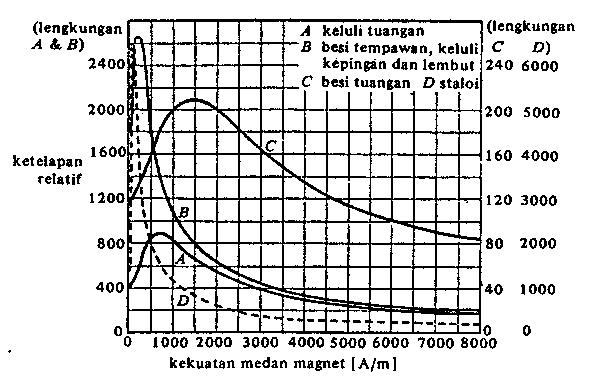 (lengkungan
A & B)
A keluli tuangan
B besi tempawan, keluli
kepingan dan lembut
C besi tuangan D staloi
(lengkungan
C D)
2400
2000
1600
1200
800
400
0
ketelapan
relatif
240 6000
200 5000
160 4000
120 3000
80 2000
40 1000
0 0
C
B
A
D
0 1000 2000 3000 4000 5000 6000 7000 8000
kekuatan medan magnet [A/m]